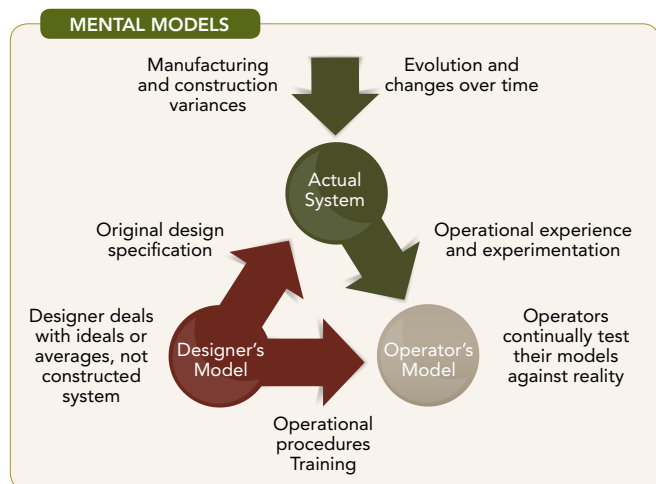 MENTAL MODELS
Manufacturing
and construction
variances
Evolution and
changes over time
Actual
System
Original design
specification
Operational experience
and experimentation
Designer deals
with ideals or
averages, not
constructed
system
Designer's
Model
Operator's
Model
Operators
continually test
their models
against reality
Operational
procedures
Training